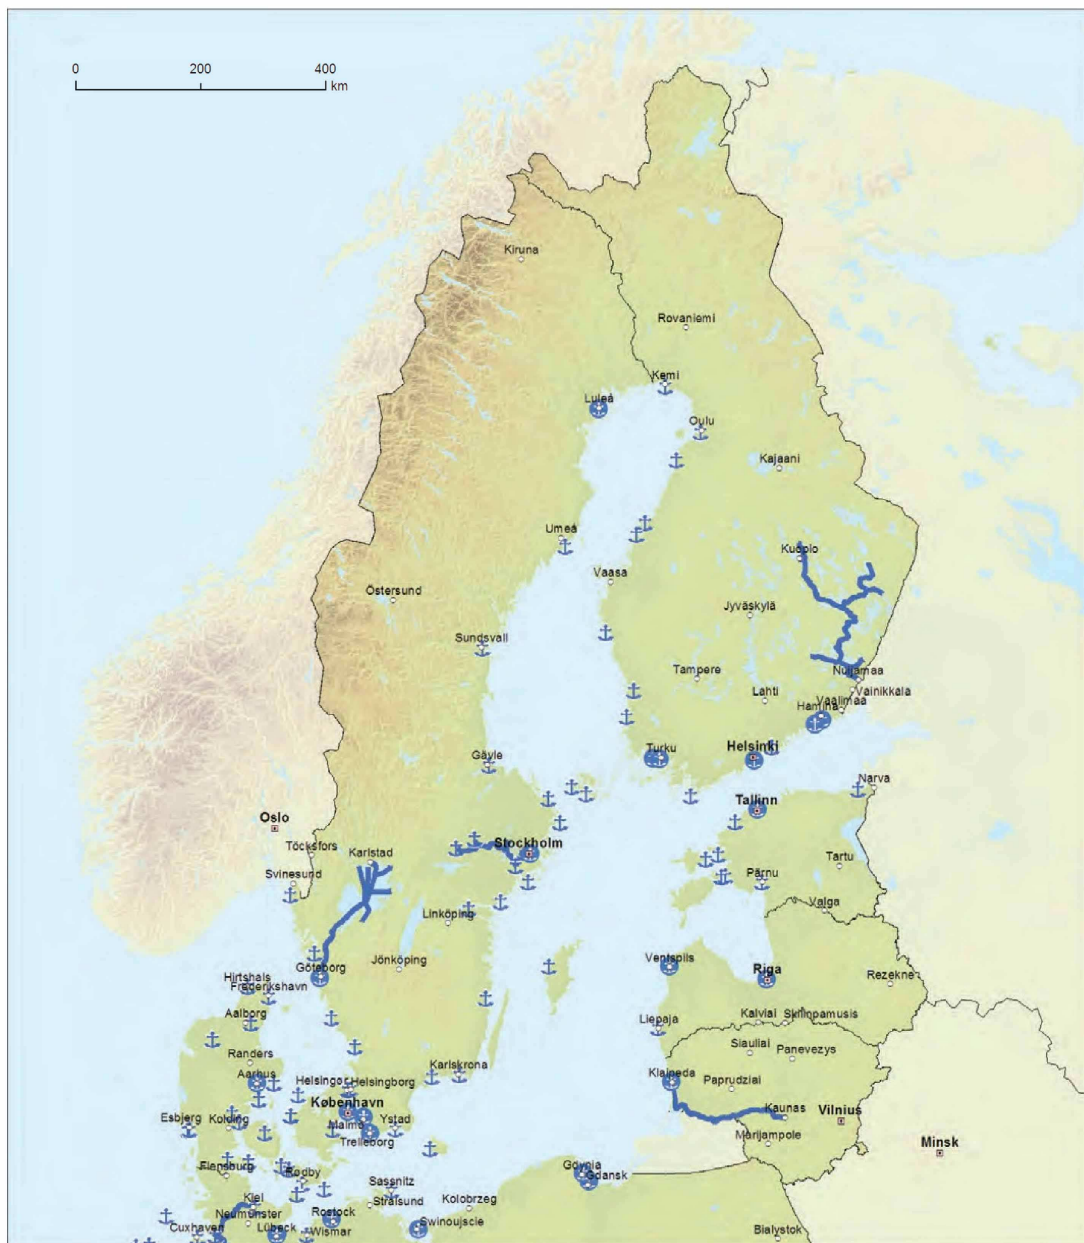 0 200 400
km
Kiruna
Rovaniemi
Kemi
Luleå
Oulu
Kajaani
Umeå
Kuopio
Vaasa
Östersund
Jyväskylä
Sundsvall
Tampere
Nuijamaa
Lahti
Vainikkala
Vaalimaa
Hamina
Turku
Helsinki
Gävle
Narva
Tallinn
Oslo
Töcksfors
Karlstad
Stockholm
Tartu
Svinesund
Pärnu
Linköping
Valga
Göteborg
Jönköping
Ventspils
Riga
Rezekne
Hirtshals
Frederikshavn
Aalborg
Liepaja
Kalviai
Skillopamusis
Randers
Siauliai
Panevezys
Aarhus
Helsingør
Helsingborg
Karlskrona
Klaipeda
Paprudziai
København
Esbjerg
Kolding
Malmö
Ystad
Kaunas
Vilnius
Trelleborg
Marijampole
Minsk
Flensburg
Rødby
Sassnitz
Gdynia
Gdansk
Kiel
Stralsund
Kolobrzeg
Neumünster
Rostock
Cuxhaven
Lübeck
Wismar
Swinoujscie
Bialystok